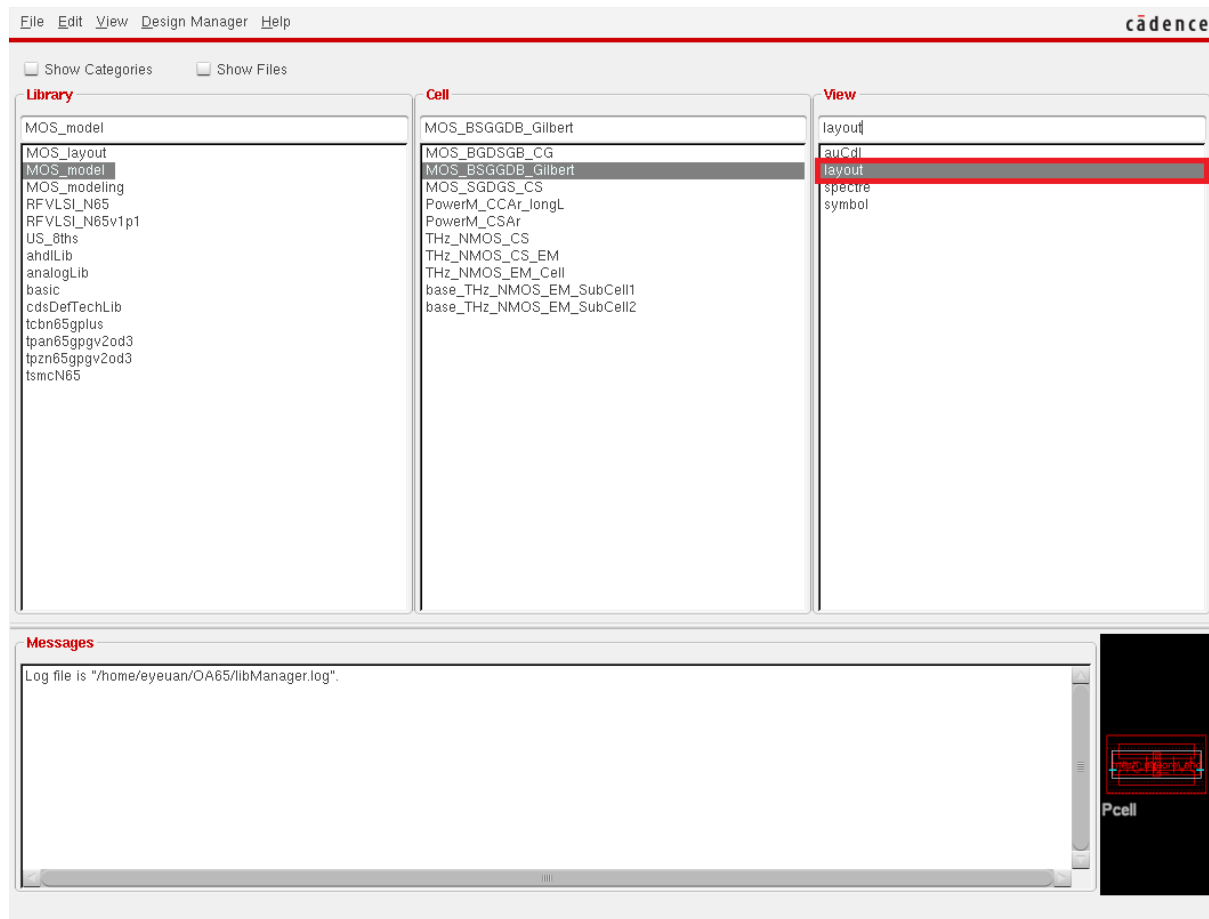 File Edit View Design Manager Help
cādence
Show Categories Show Files
Library
MOS_model
MOS_layout
MOS_model
MOS_modeling
RFVLSI_N65
RFVLSI_N65v1p1
US_8ths
ahdlLib
analogLib
basic
cdsDefTechLib
tcbn65gplus
tpan65gpgv2od3
tpzn65gpgv2od3
tsmcN65
Cell
MOS_BSGGDB_Gilbert
MOS_BGDSGB_CG
MOS_BSGGDB_Gilbert
MOS_SGDGS_CS
PowerM_CCAr_longL
PowerM_CSAr
THz_NMOS_CS
THz_NMOS_CS_EM
THz_NMOS_EM_Cell
base_THz_NMOS_EM_SubCell1
base_THz_NMOS_EM_SubCell2
View
layout
auCdl
layout
spectre
symbol
Messages
Log file is "/home/eyeuan/OA65/libManager.log".
Pcell